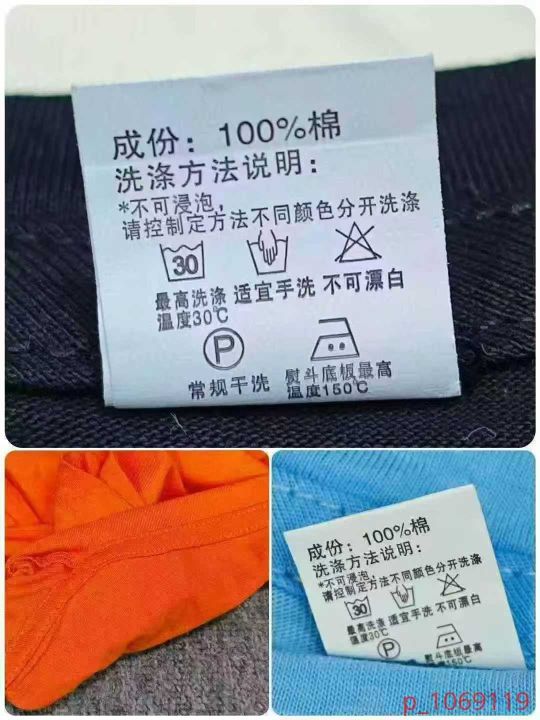 成份：100%棉
洗涤方法说明：
*不可浸泡，
请控制定方法不同颜色分开洗涤
30
最高洗涤 适宜手洗 不可漂白
温度30℃
P
常规干洗 熨斗底板最高
温度150℃
成份：100%棉
洗涤方法说明：
*不可浸泡，
请控制定方法不同颜色分开洗涤
30
最高洗涤 适宜手洗 不可漂白
温度30℃
P
熨斗底板最高
150℃
p_1069119